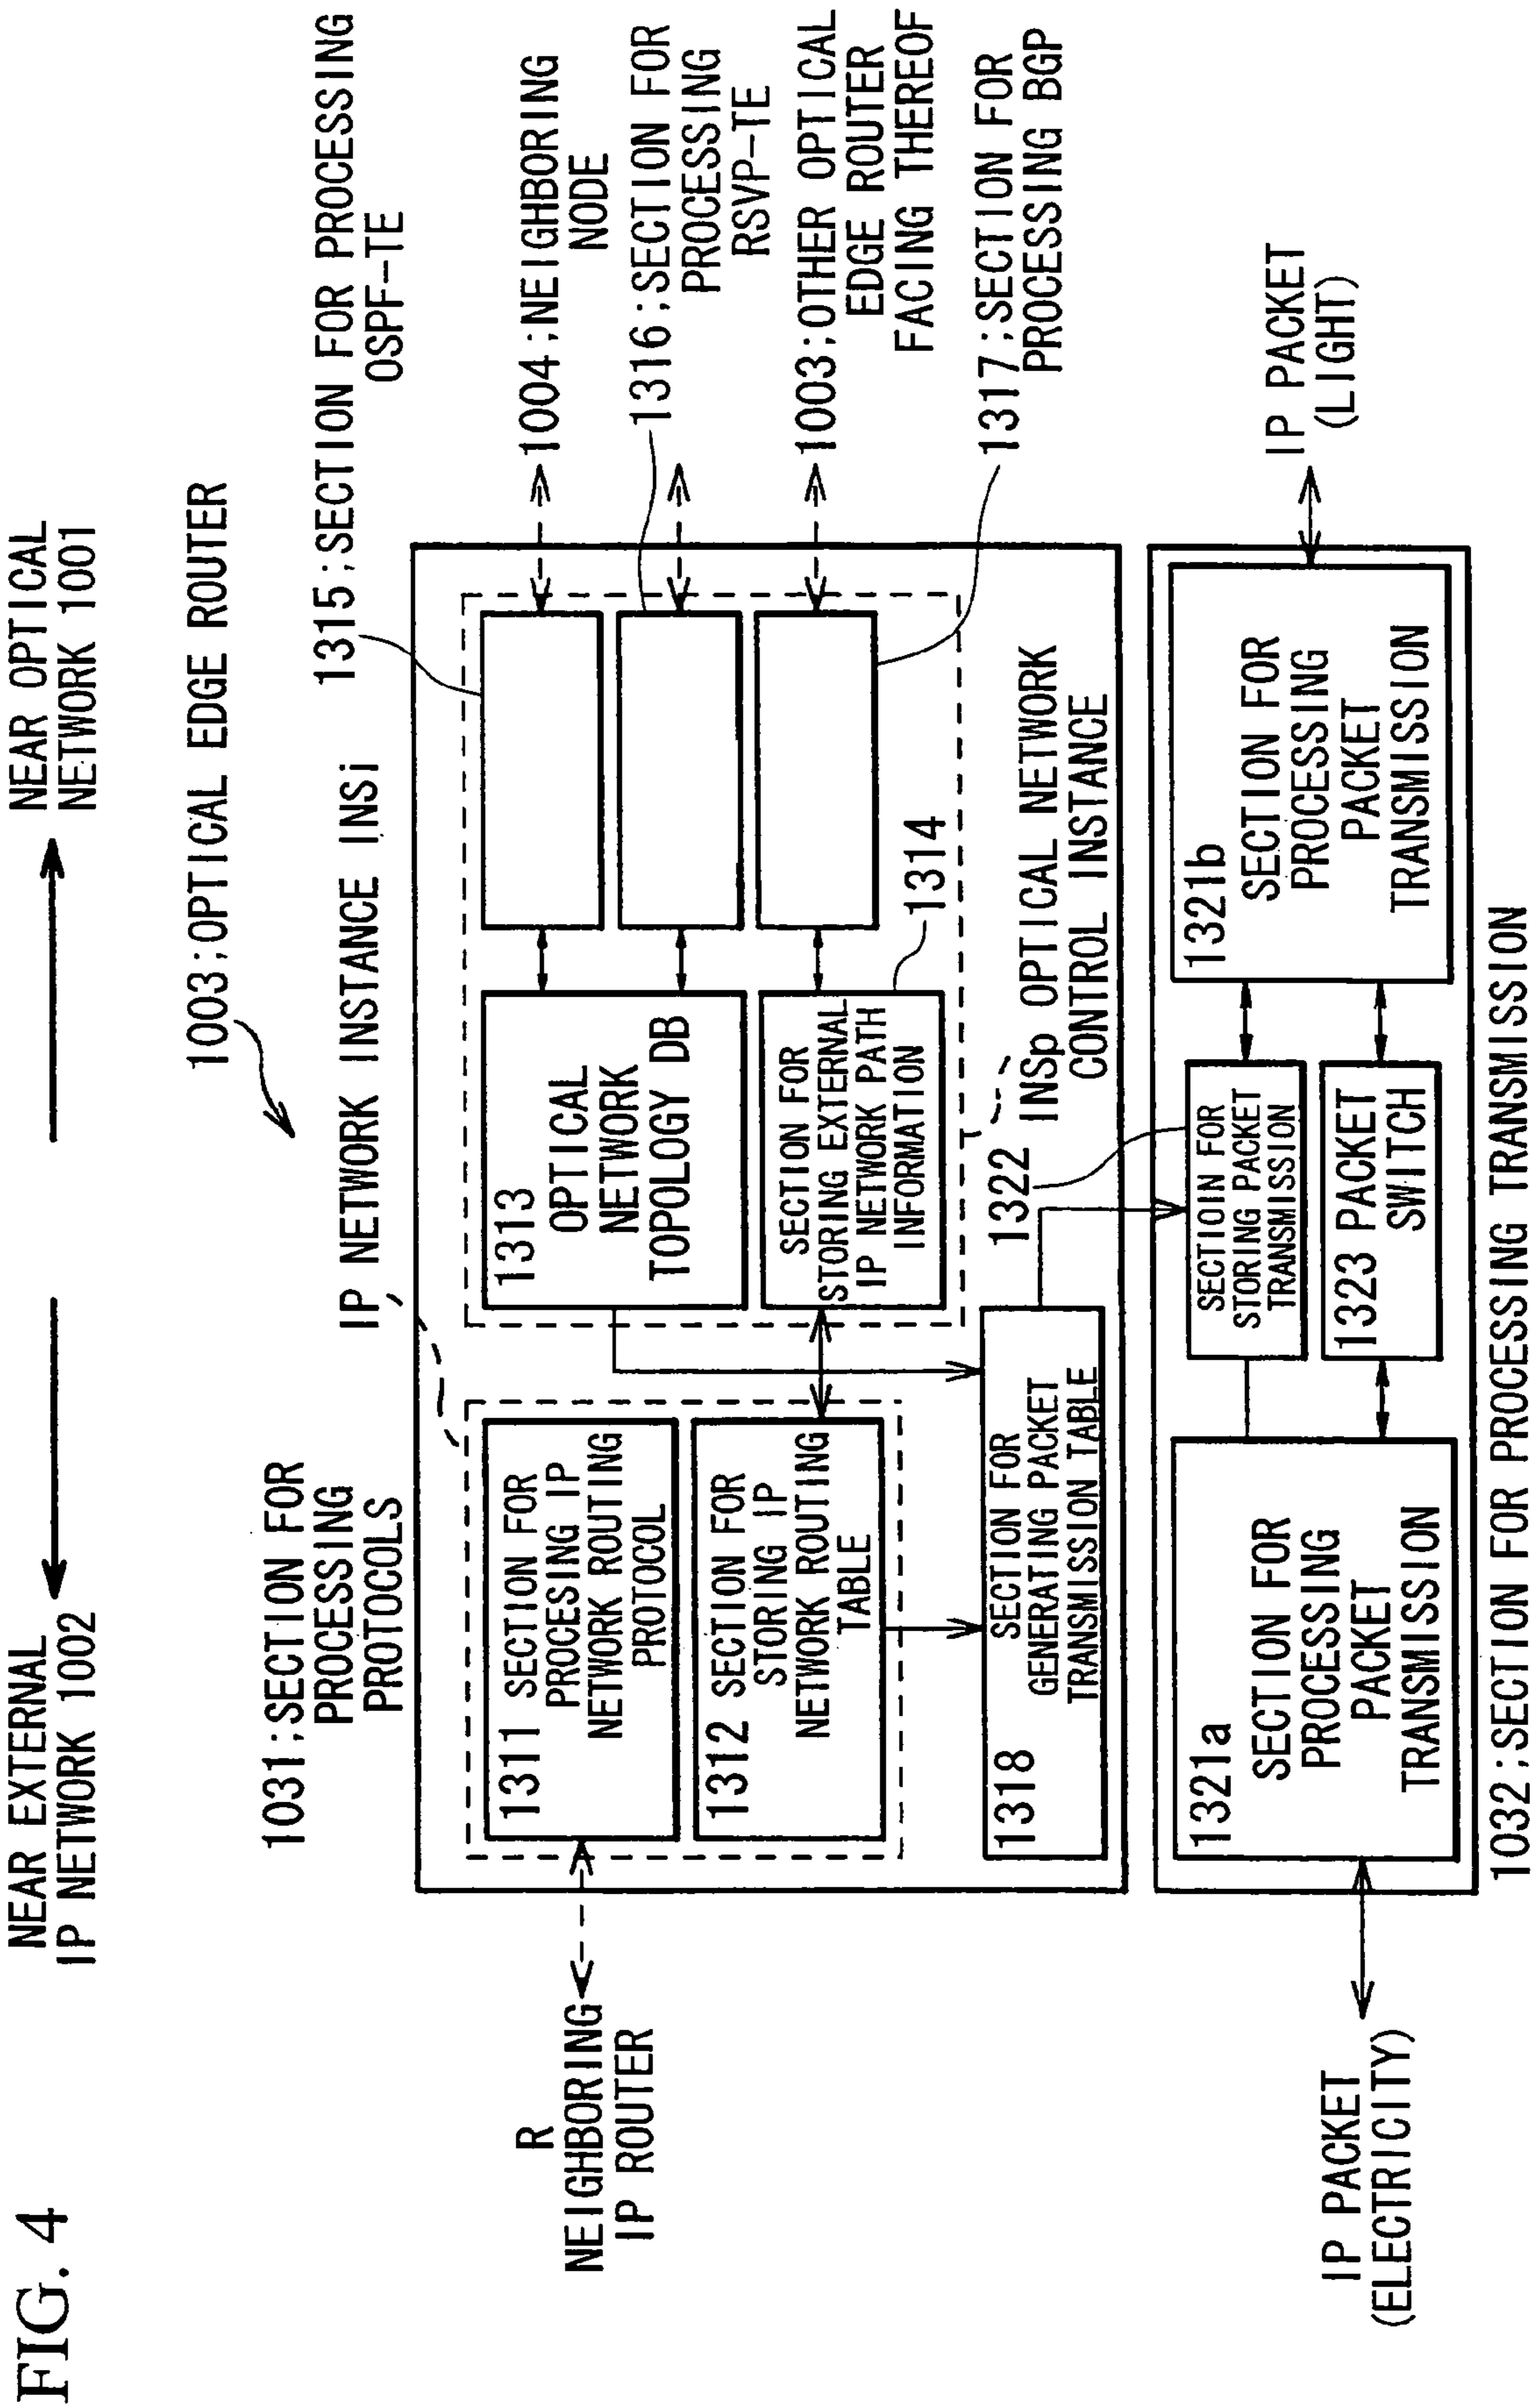 FIG. 4
NEAR EXTERNAL
IP NETWORK 1002
NEAR OPTICAL
NETWORK 1001
1003;OPTICAL EDGE ROUTER
1031;SECTION FOR
PROCESSING
PROTOCOLS
IP NETWORK INSTANCE INSi
1315;SECTION FOR PROCESSING
OSPF-TE
R
NEIGHBORING
IP ROUTER
1311 SECTION FOR
PROCESING IP
NETWORK ROUTING
PROTOCOL
1312 SECTION FOR
STORING IP
NETWORK ROUTING
TABLE
1313
OPTICAL
NETWORK
TOPOLOGY DB
SECTION FOR
STORING EXTERNAL
IP NETWORK PATH
INFORMATION
1314
1004;NEIGHBORING
NODE
1316;SECTION FOR
PROCESSING
RSVP-TE
1003;OTHER OPTICAL
EDGE ROUTER
FACING THEREOF
1317;SECTION FOR
PROCESSING BGP
INSp OPTICAL NETWORK
CONTROL INSTANCE
1318
SECTION FOR
GENERATING PACKET
TRANSMISSION TABLE
1322
IP PACKET
(ELECTRICITY)
1321a
SECTION FOR
PROCESSING
PACKET
TRANSMISSION
SECTOIN FOR
STORING PACKET
TRANSMISSION
1323 PACKET
SWITCH
1321b
SECTION FOR
PROCESSING
PACKET
TRANSMISSION
IP PACKET
(LIGHT)
1032;SECTION FOR PROCESSING TRANSMISSION